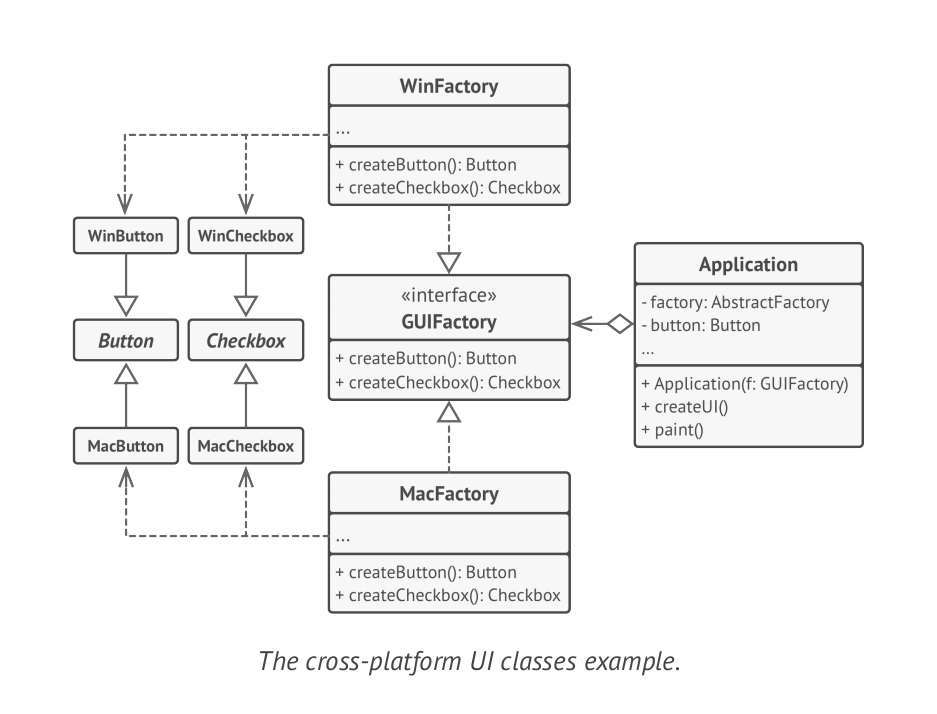 WinFactory
...
+ createButton(): Button
+ createCheckbox(): Checkbox
WinButton
WinCheckbox
Button
Checkbox
MacButton
MacCheckbox
«interface»
GUIFactory
+ createButton(): Button
+ createCheckbox(): Checkbox
Application
- factory: AbstractFactory
- button: Button
...
+ Application(f: GUIFactory)
+ createUI()
+ paint()
MacFactory
...
+ createButton(): Button
+ createCheckbox(): Checkbox
The cross-platform UI classes example.